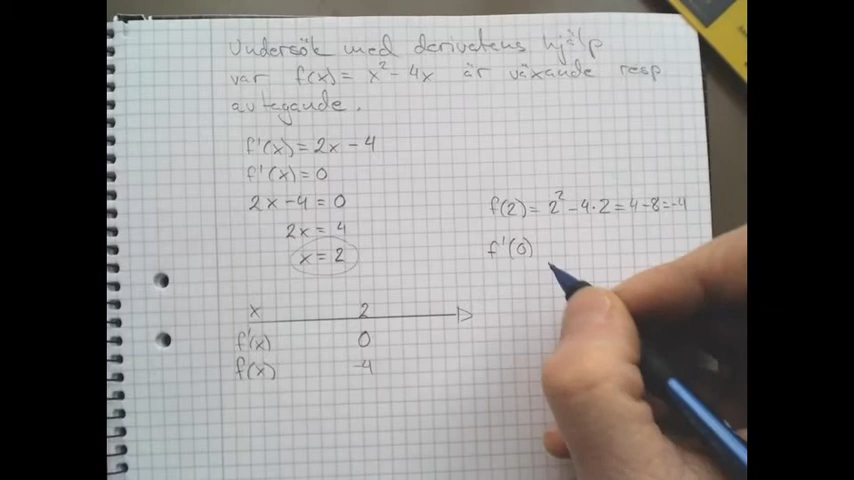 Undersök med derivatens hjälp
var f(x) = x² - 4x är växande resp
avtagande.
f'(x) = 2x - 4
f'(x) = 0
2x - 4 = 0
2x = 4
x = 2
f(2) = 2² - 4·2 = 4 - 8 = -4
f'(0)
x 2
f'(x) 0
f(x) -4